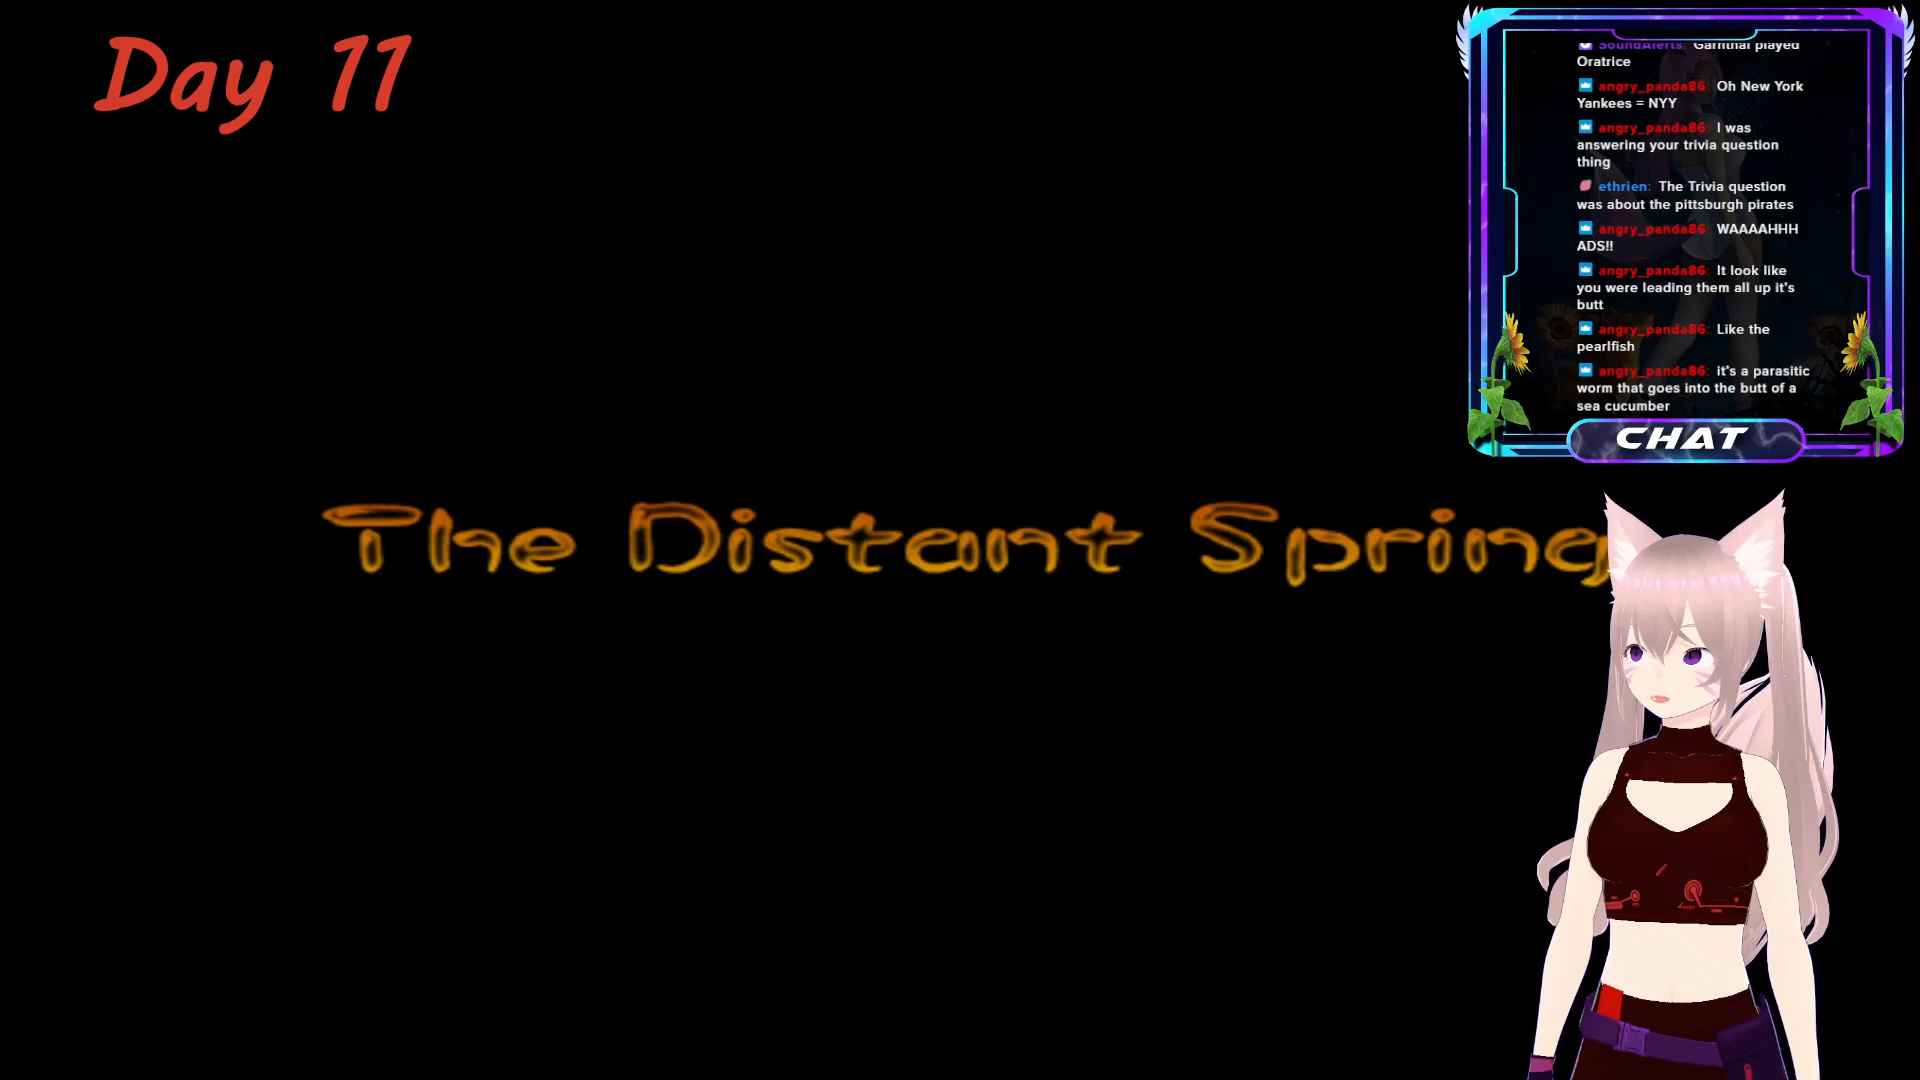 Day 11
SoundAlerts: Garnthal played
Oratrice
angry_panda86: Oh New York
Yankees = NYY
angry_panda86: I was
answering your trivia question
thing
ethrien: The Trivia question
was about the pittsburgh pirates
angry_panda86: WAAAAHHH
ADS!!
angry_panda86: It look like
you were leading them all up it's
butt
angry_panda86: Like the
pearlfish
angry_panda86: it's a parasitic
worm that goes into the butt of a
sea cucumber
CHAT
The Distant Spring